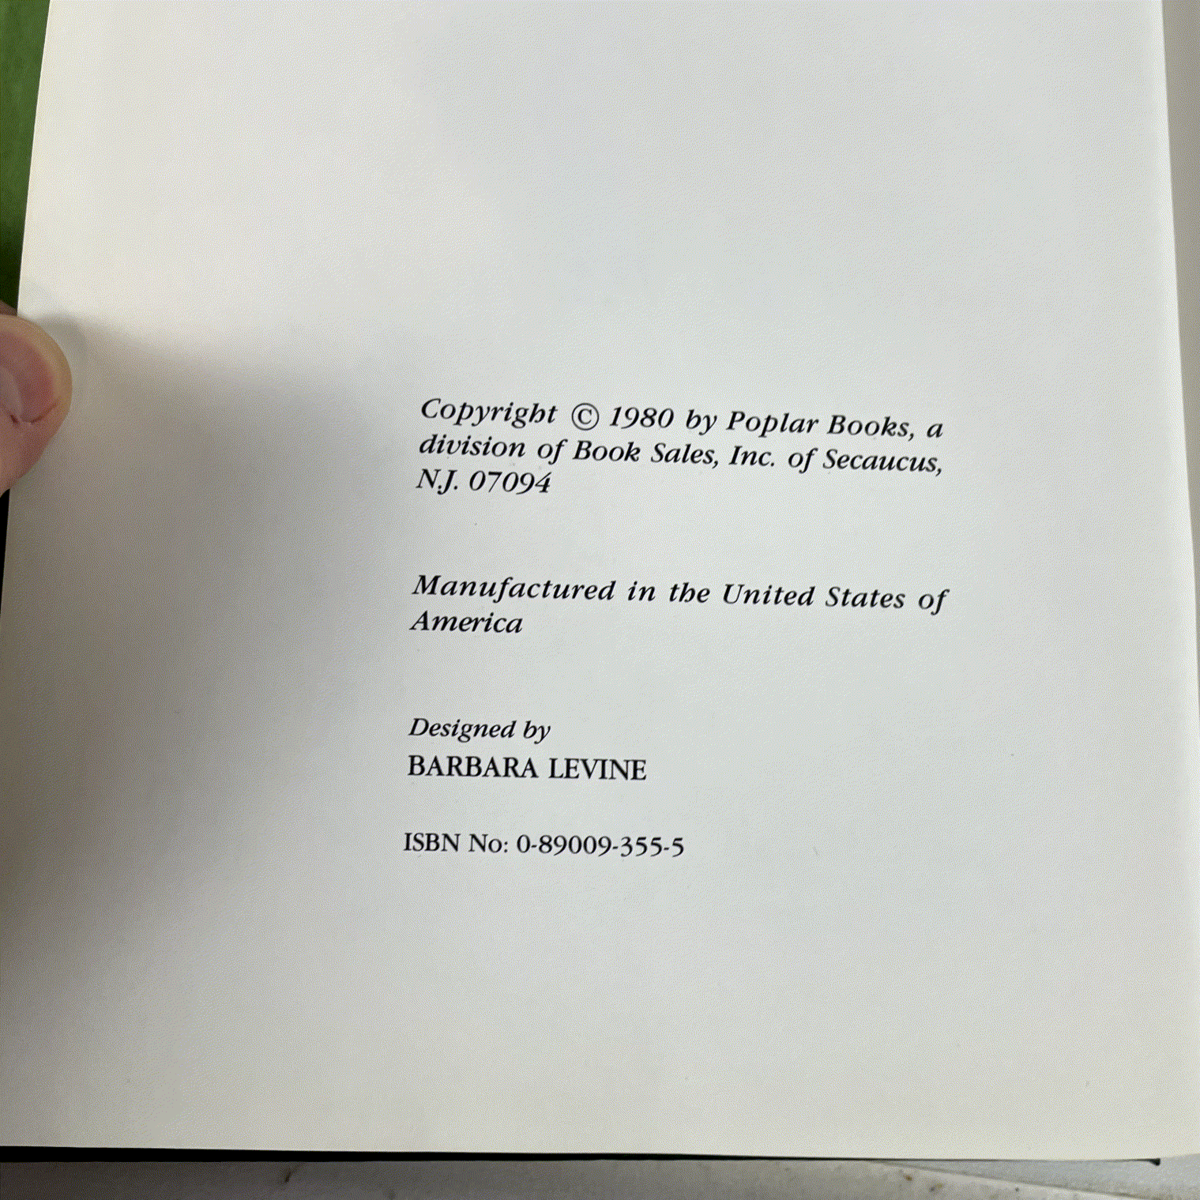 Copyright © 1980 by Poplar Books, a
division of Book Sales, Inc. of Secaucus,
N.J. 07094
Manufactured in the United States of
America
Designed by
BARBARA LEVINE
ISBN No: 0-89009-355-5